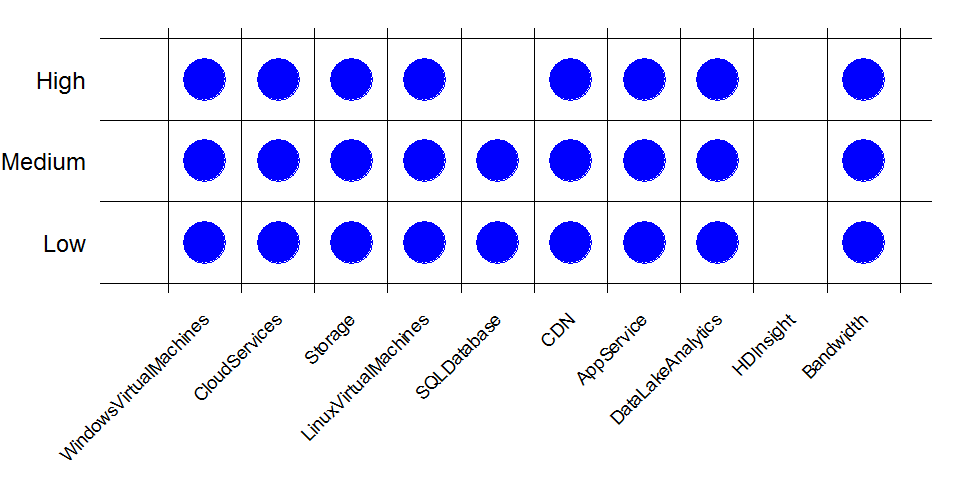 High
Medium
Low
WindowsVirtualMachines
CloudServices
Storage
LinuxVirtualMachines
SQLDatabase
CDN
AppService
DataLakeAnalytics
HDInsight
Bandwidth